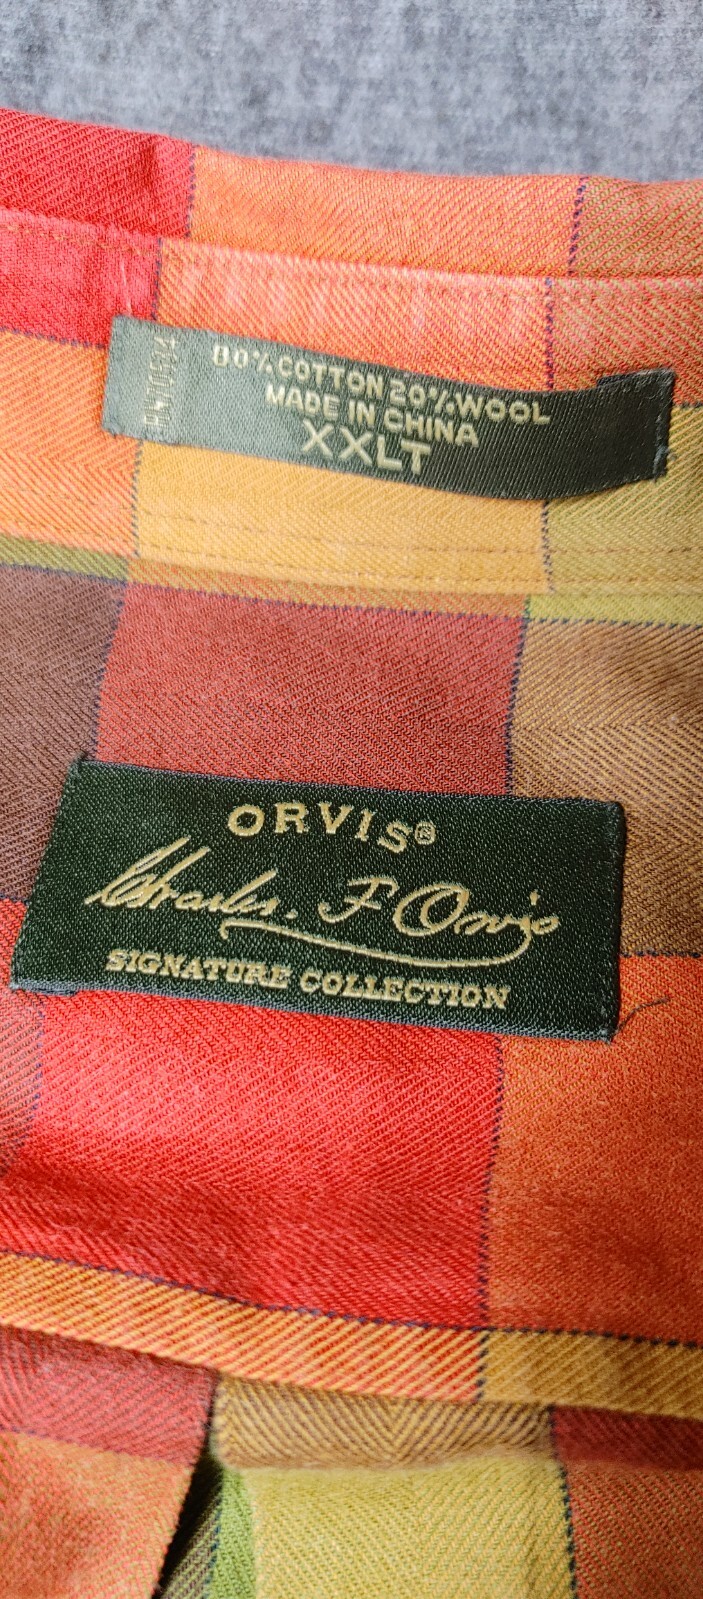 80% COTTON 20% WOOL
MADE IN CHINA
XXLT
ORVIS®
Charles. F Orvis
SIGNATURE COLLECTION